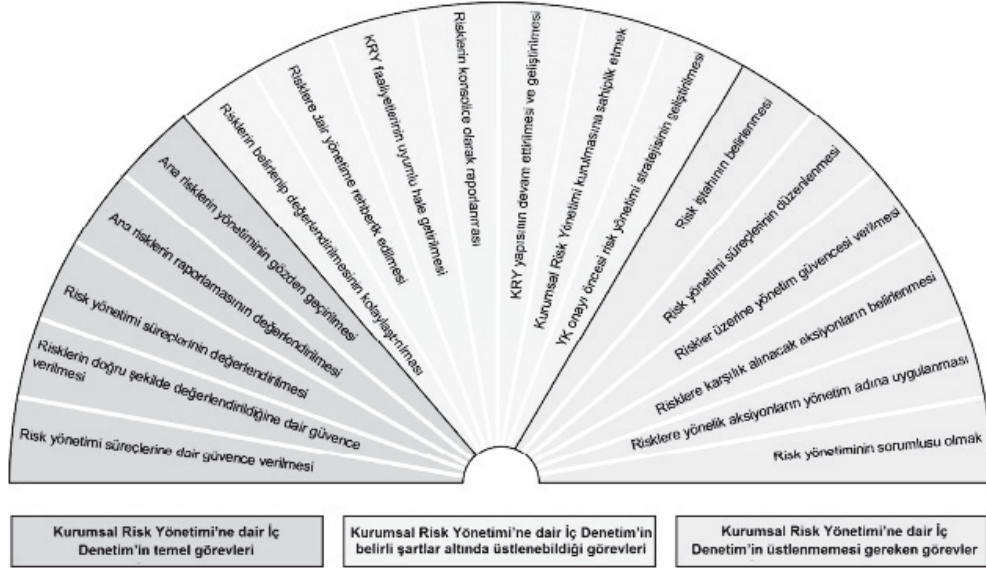 Risk yönetimi süreçlerine dair güvence verilmesi
Risklerin doğru şekilde değerlendirildiğine dair güvence
verilmesi
Risk yönetimi süreçlerinin değerlendirilmesi
Ana risklerin raporlamasının değerlendirilmesi
Ana risklerin yönetiminin gözden geçirilmesi
Risklerin belirlenip değerlendirilmesinin kolaylaştırılması
Risklere dair yönetime rehberlik edilmesi
KRY faaliyetlerinin uyumlu hale getirilmesi
Risklerin konsolice olarak raporlanması
KRY yapısının devam ettirilmesi ve geliştirilmesi
Kurumsal Risk Yönetimi kurulmasına sahiplik etmek
YK onayı öncesi risk yönetimi stratejisinin geliştirilmesi
Risk iştahının belirlenmesi
Risk yönetimi süreçlerinin düzenlenmesi
Riskler üzerine yönetim güvencesi verilmesi
Risklere karşılık alınacak aksiyonların belirlenmesi
Risklere yönelik aksiyonların yönetim adına uygulanması
Risk yönetiminin sorumlusu olmak
Kurumsal Risk Yönetimi'ne dair İç
Denetim'in temel görevleri
Kurumsal Risk Yönetimi'ne dair İç Denetim'in
belirli şartlar altında üstlenebildiği görevleri
Kurumsal Risk Yönetimi'ne dair İç
Denetim'in üstlenmemesi gereken görevler